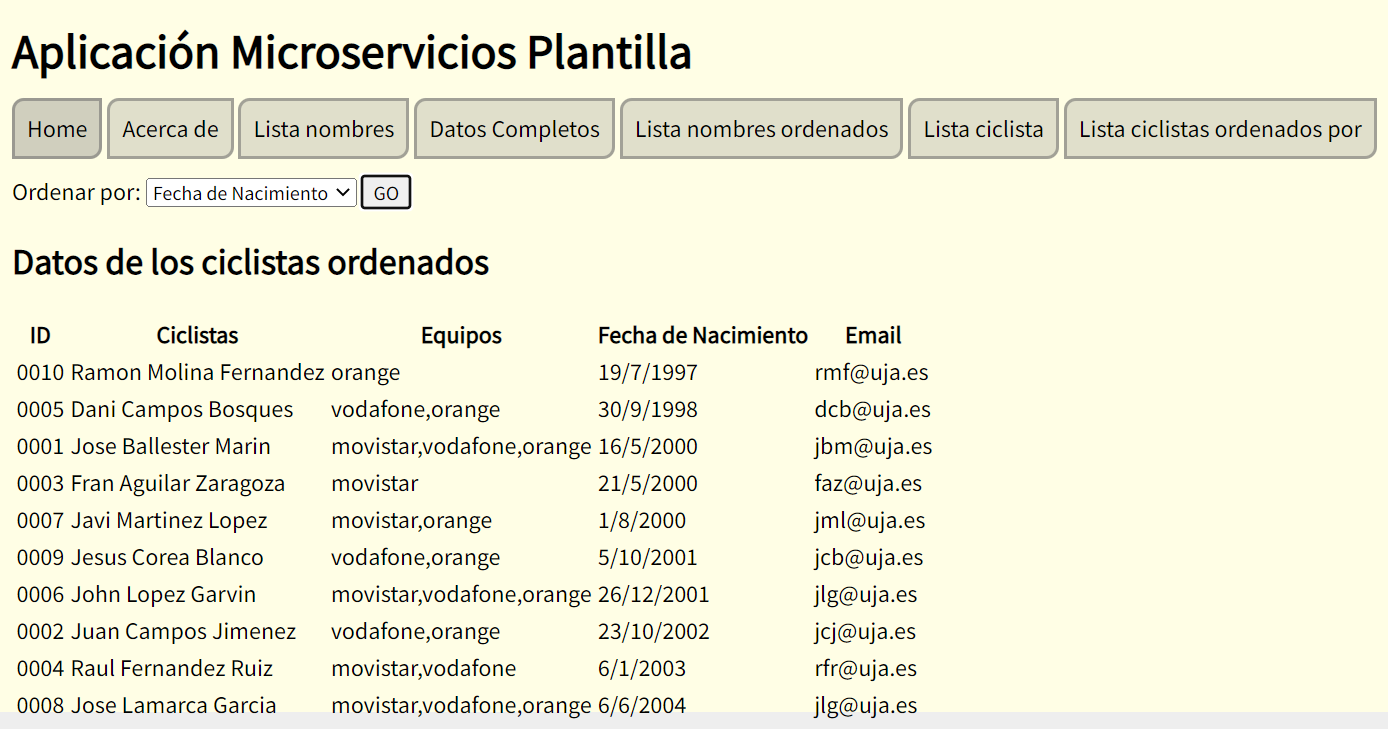 Aplicación Microservicios Plantilla
Home Acerca de Lista nombres Datos Completos Lista nombres ordenados Lista ciclista Lista ciclistas ordenados por
Ordenar por: Fecha de Nacimiento GO
Datos de los ciclistas ordenados
ID Ciclistas Equipos Fecha de Nacimiento Email
0010 Ramon Molina Fernandez orange 19/7/1997 rmf@uja.es
0005 Dani Campos Bosques vodafone,orange 30/9/1998 dcb@uja.es
0001 Jose Ballester Marin movistar,vodafone,orange 16/5/2000 jbm@uja.es
0003 Fran Aguilar Zaragoza movistar 21/5/2000 faz@uja.es
0007 Javi Martinez Lopez movistar,orange 1/8/2000 jml@uja.es
0009 Jesus Corea Blanco vodafone,orange 5/10/2001 jcb@uja.es
0006 John Lopez Garvin movistar,vodafone,orange 26/12/2001 jlg@uja.es
0002 Juan Campos Jimenez vodafone,orange 23/10/2002 jcj@uja.es
0004 Raul Fernandez Ruiz movistar,vodafone 6/1/2003 rfr@uja.es
0008 Jose Lamarca Garcia movistar,vodafone,orange 6/6/2004 jlg@uja.es